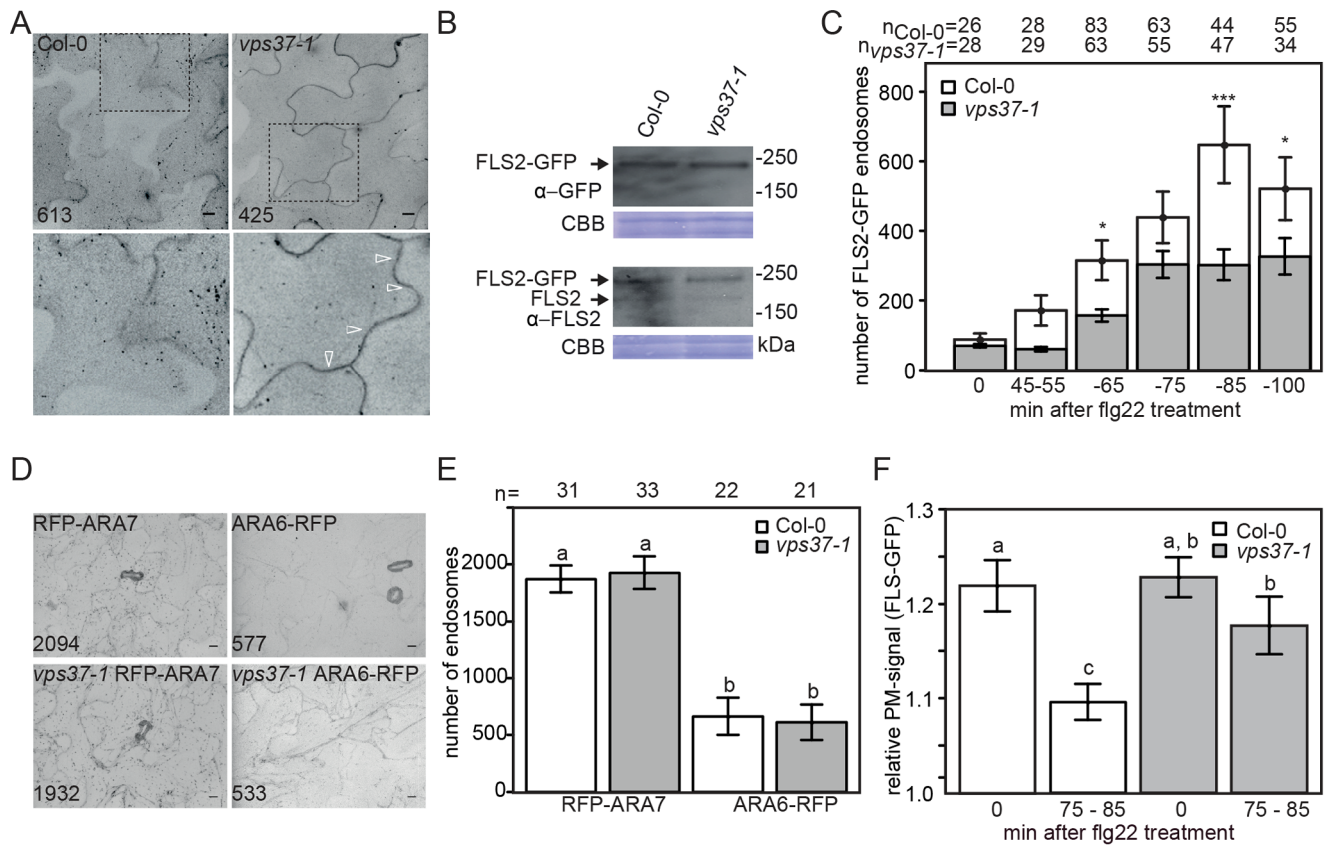 A
Col-0
vps37-1
613
425
B
Col-0
vps37-1
FLS2-GFP
-250
α–GFP
-150
CBB
FLS2-GFP
-250
FLS2
-150
α–FLS2
CBB
kDa
C
nCol-0=26 28 83 63 44 55
nvps37-1=28 29 63 55 47 34
number of FLS2-GFP endosomes
800
600
400
200
0
Col-0
vps37-1
*
***
*
0 45-55 -65 -75 -85 -100
min after flg22 treatment
D
RFP-ARA7
ARA6-RFP
2094
577
vps37-1 RFP-ARA7
vps37-1 ARA6-RFP
1932
533
E
n= 31 33 22 21
number of endosomes
2000
1500
1000
500
0
Col-0
vps37-1
a
a
b
b
RFP-ARA7 ARA6-RFP
F
relative PM-signal (FLS-GFP)
1.3
1.2
1.1
1.0
Col-0
vps37-1
a
c
a, b
b
0 75 - 85 0 75 - 85
min after flg22 treatment